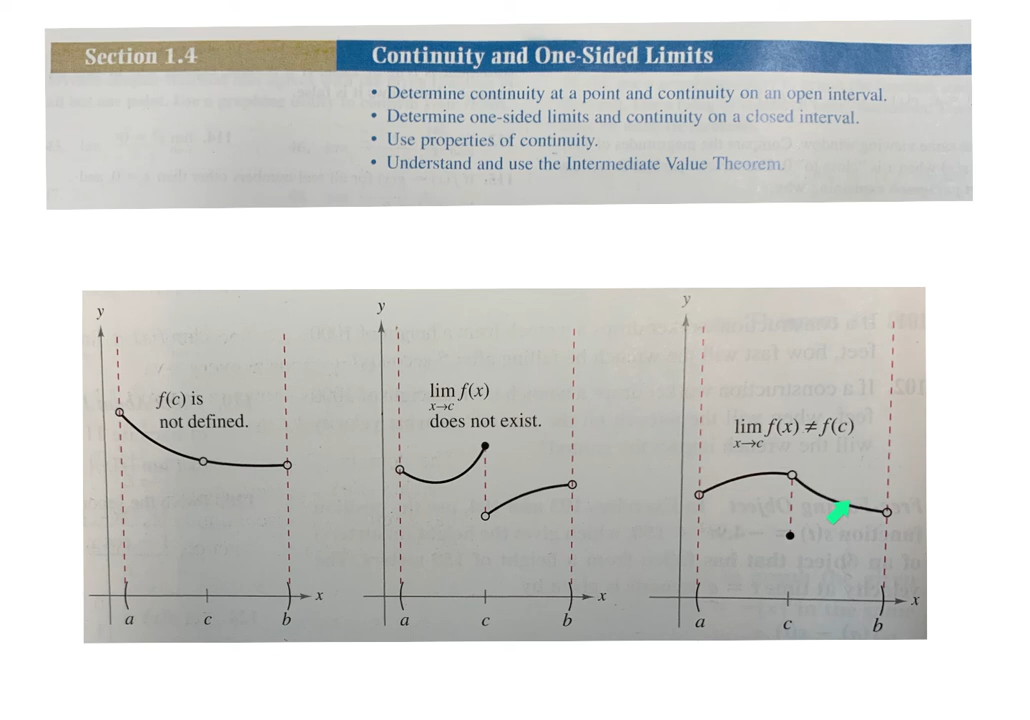 Section 1.4
Continuity and One-Sided Limits
• Determine continuity at a point and continuity on an open interval.
• Determine one-sided limits and continuity on a closed interval.
• Use properties of continuity.
• Understand and use the Intermediate Value Theorem.
y
f(c) is
not defined.
x
a
c
b
y
lim f(x)
x→c
does not exist.
x
a
c
b
y
lim f(x) ≠ f(c)
x→c
x
a
c
b